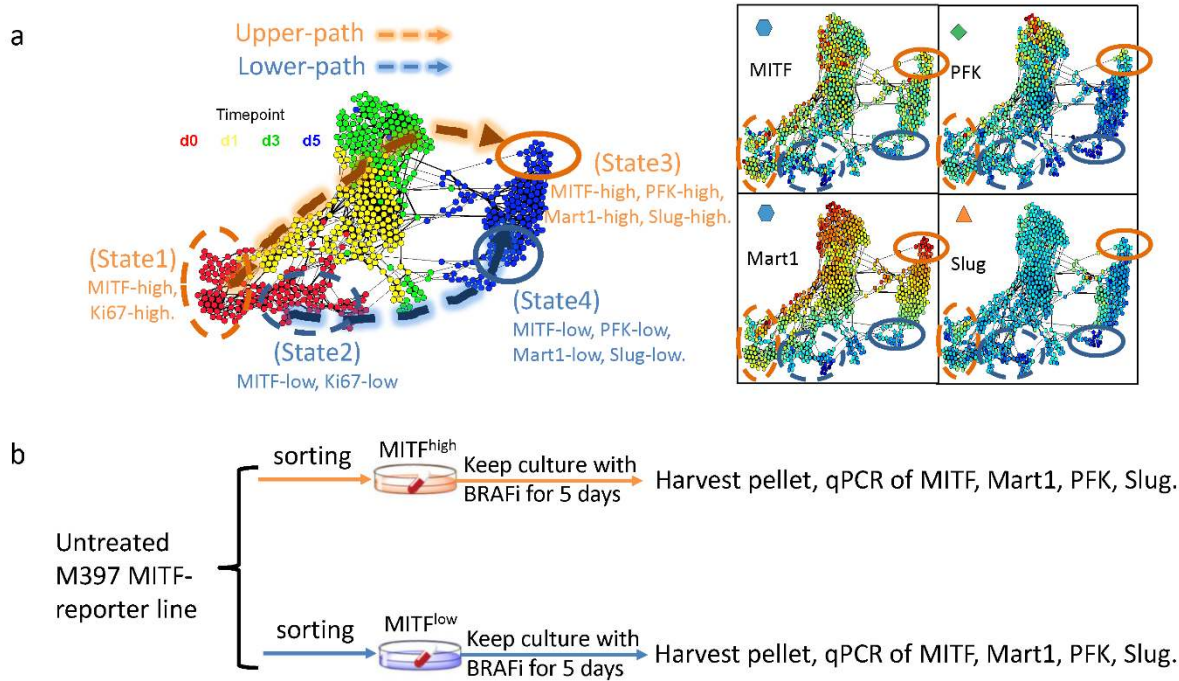 a
Upper-path
Lower-path
Timepoint
d0 d1 d3 d5
(State1)
MITF-high,
Ki67-high.
(State2)
MITF-low, Ki67-low
(State3)
MITF-high, PFK-high,
Mart1-high, Slug-high.
(State4)
MITF-low, PFK-low,
Mart1-low, Slug-low.
MITF
PFK
Mart1
Slug
b
Untreated
M397 MITF-
reporter line
sorting
MITFhigh
Keep culture with
BRAFi for 5 days
Harvest pellet, qPCR of MITF, Mart1, PFK, Slug.
sorting
MITFlow
Keep culture with
BRAFi for 5 days
Harvest pellet, qPCR of MITF, Mart1, PFK, Slug.